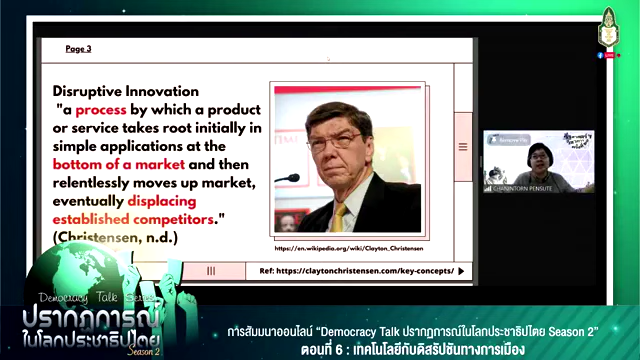 Page 3
Disruptive Innovation
"a process by which a product
or service takes root initially in
simple applications at the
bottom of a market and then
relentlessly moves up market,
eventually displacing
established competitors."
(Christensen, n.d.)
https://en.wikipedia.org/wiki/Clayton_Christensen
Ref: https://claytonchristensen.com/key-concepts/
CHANINTORN PENSUTE
LIVE
Democracy Talk Series
ปรากฏการณ์
ในโลกประชาธิปไตย
Season 2
การสัมมนาออนไลน์ "Democracy Talk ปรากฏการณ์ในโลกประชาธิปไตย Season 2"
ตอนที่ 6 : เทคโนโลยีกับดิสรัปชันทางการเมือง